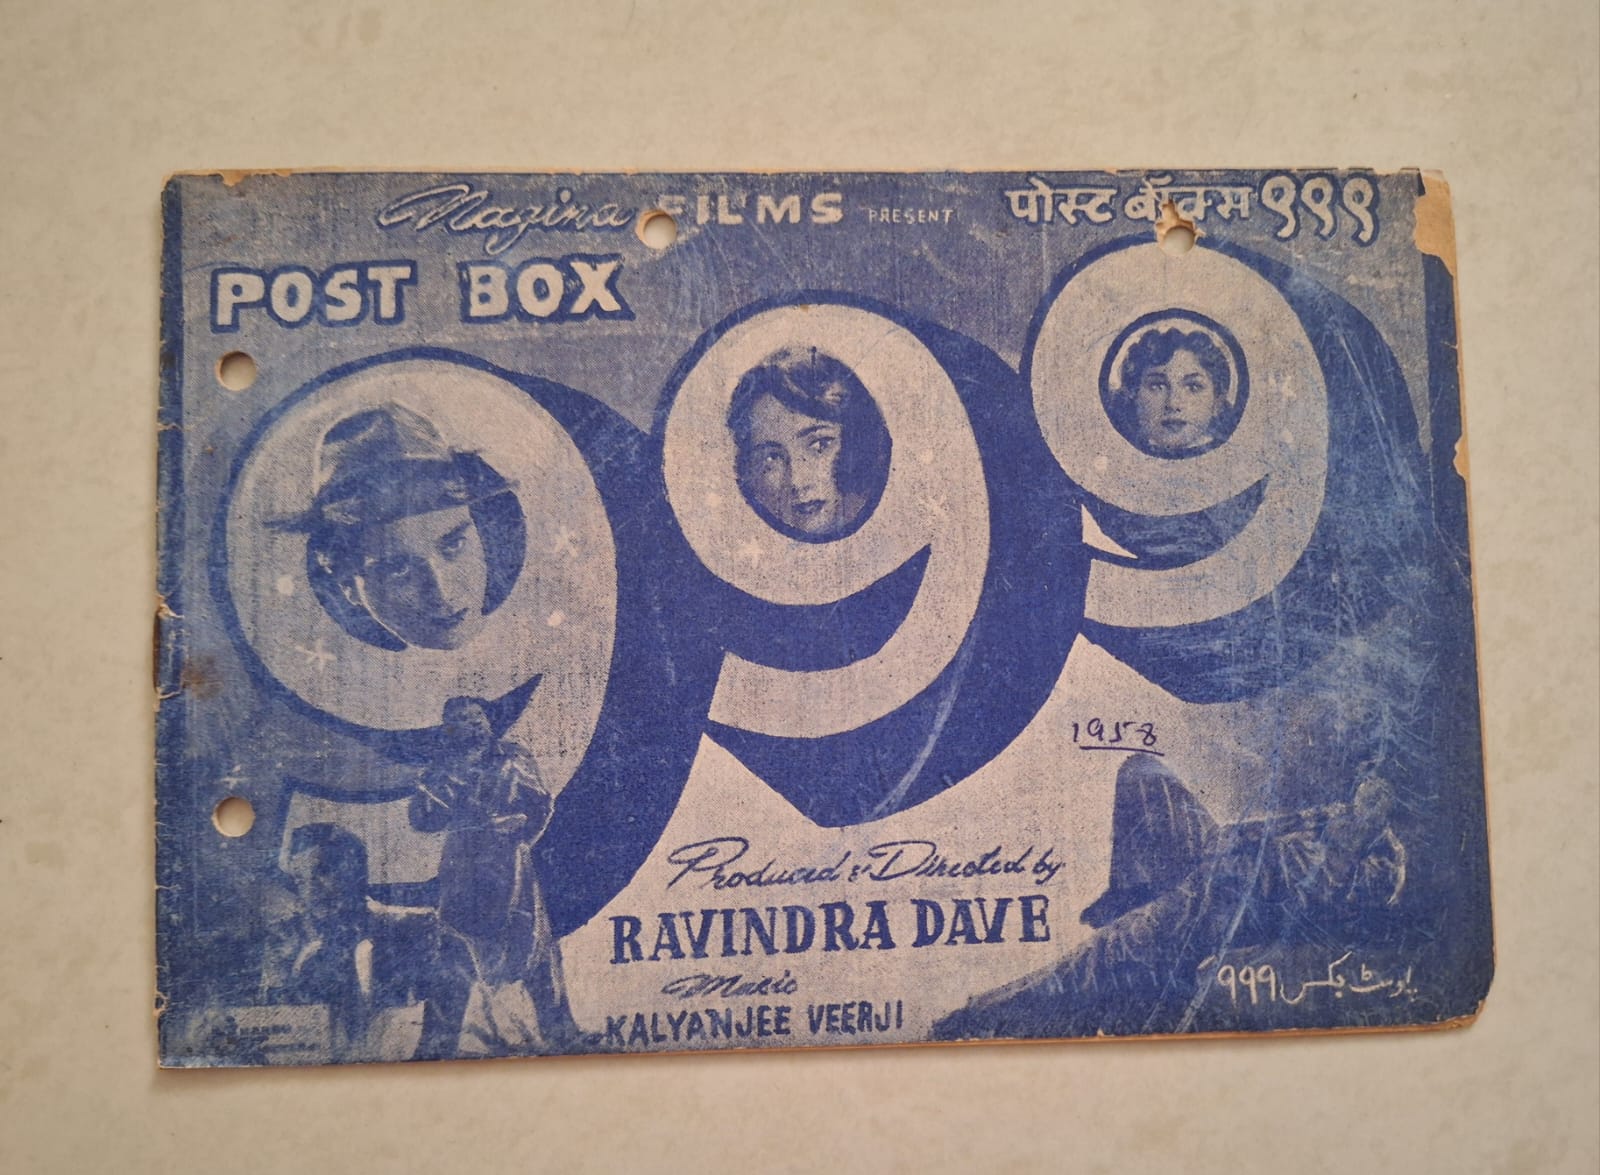 Nagina FILMS PRESENT
पोस्ट बॉक्स ९९९
POST BOX
999
1958
Produced & Directed by
RAVINDRA DAVE
Music
KALYANJEE VEERJI
پوسٹ بکس ۹۹۹